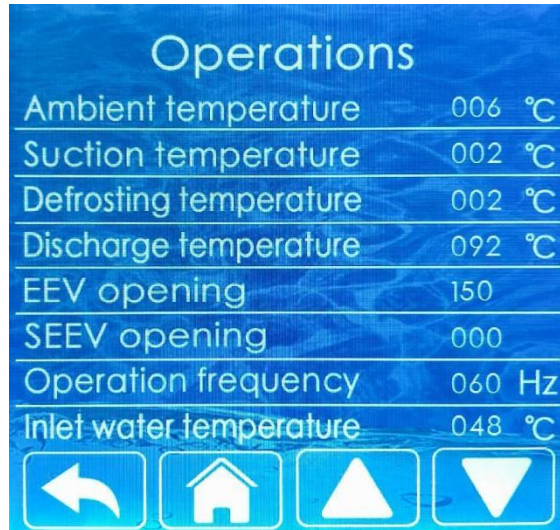 Operations
Ambient temperature 006 °C
Suction temperature 002 °C
Defrosting temperature 002 °C
Discharge temperature 092 °C
EEV opening 150
SEEV opening 000
Operation frequency 060 Hz
Inlet water temperature 048 °C